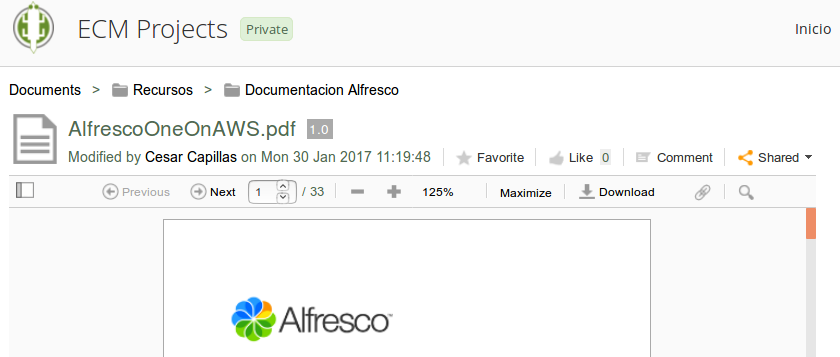 ECM Projects Private Inicio
Documents > Recursos > Documentacion Alfresco
AlfrescoOneOnAWS.pdf 1.0
Modified by Cesar Capillas on Mon 30 Jan 2017 11:19:48 Favorite Like 0 Comment Shared
Previous Next 1 / 33 125% Maximize Download
Alfresco™